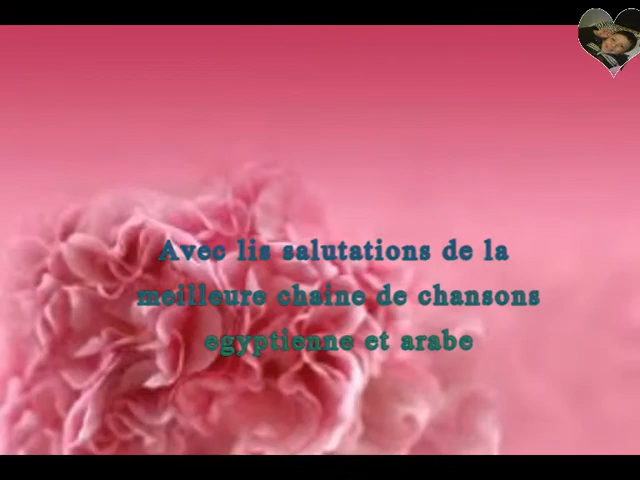 Avec lis salutations de la
meilleure chaine de chansons
egyptienne et arabe